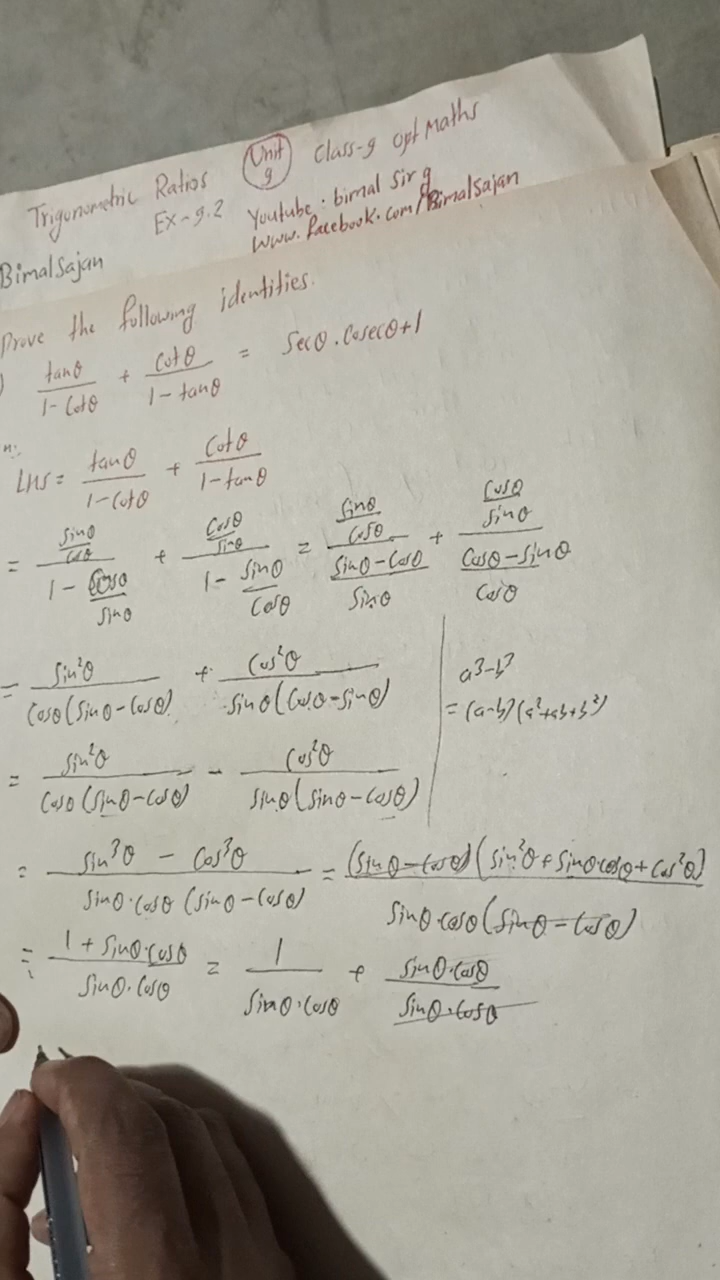 Trigonometric Ratios Unit 9 Class-9 opt Maths
Ex-9.2 Youtube. bimal Sir g
BimalSajan www.facebook.com/BimalSajan
Prove the following identities.
) tanθ/(1-Cotθ) + Cotθ/(1-tanθ) = Secθ.Cosecθ+1
LHS = tanθ/(1-Cotθ) + Cotθ/(1-tanθ)
= (Sinθ/Cosθ)/(1-Cosθ/Sinθ) + (Cosθ/Sinθ)/(1-Sinθ/Cosθ) = (Sinθ/Cosθ)/((Sinθ-Cosθ)/Sinθ) + (Cosθ/Sinθ)/((Cosθ-Sinθ)/Cosθ)
= Sin²θ/(Cosθ(Sinθ-Cosθ)) + Cos²θ/(Sinθ(Cosθ-Sinθ))
a³-b³
= (a-b)(a²+ab+b²)
= Sin²θ/(Cosθ(Sinθ-Cosθ)) - Cos²θ/(Sinθ(Sinθ-Cosθ))
= (Sin³θ - Cos³θ)/(Sinθ.Cosθ(Sinθ-Cosθ)) = (Sinθ-Cosθ)(Sin²θ+Sinθcosθ+Cos²θ)/(Sinθ.Cosθ(Sinθ-Cosθ))
= (1+Sinθ.Cosθ)/(Sinθ.Cosθ) = 1/(Sinθ.Cosθ) + (Sinθ.Cosθ)/(Sinθ.Cosθ)